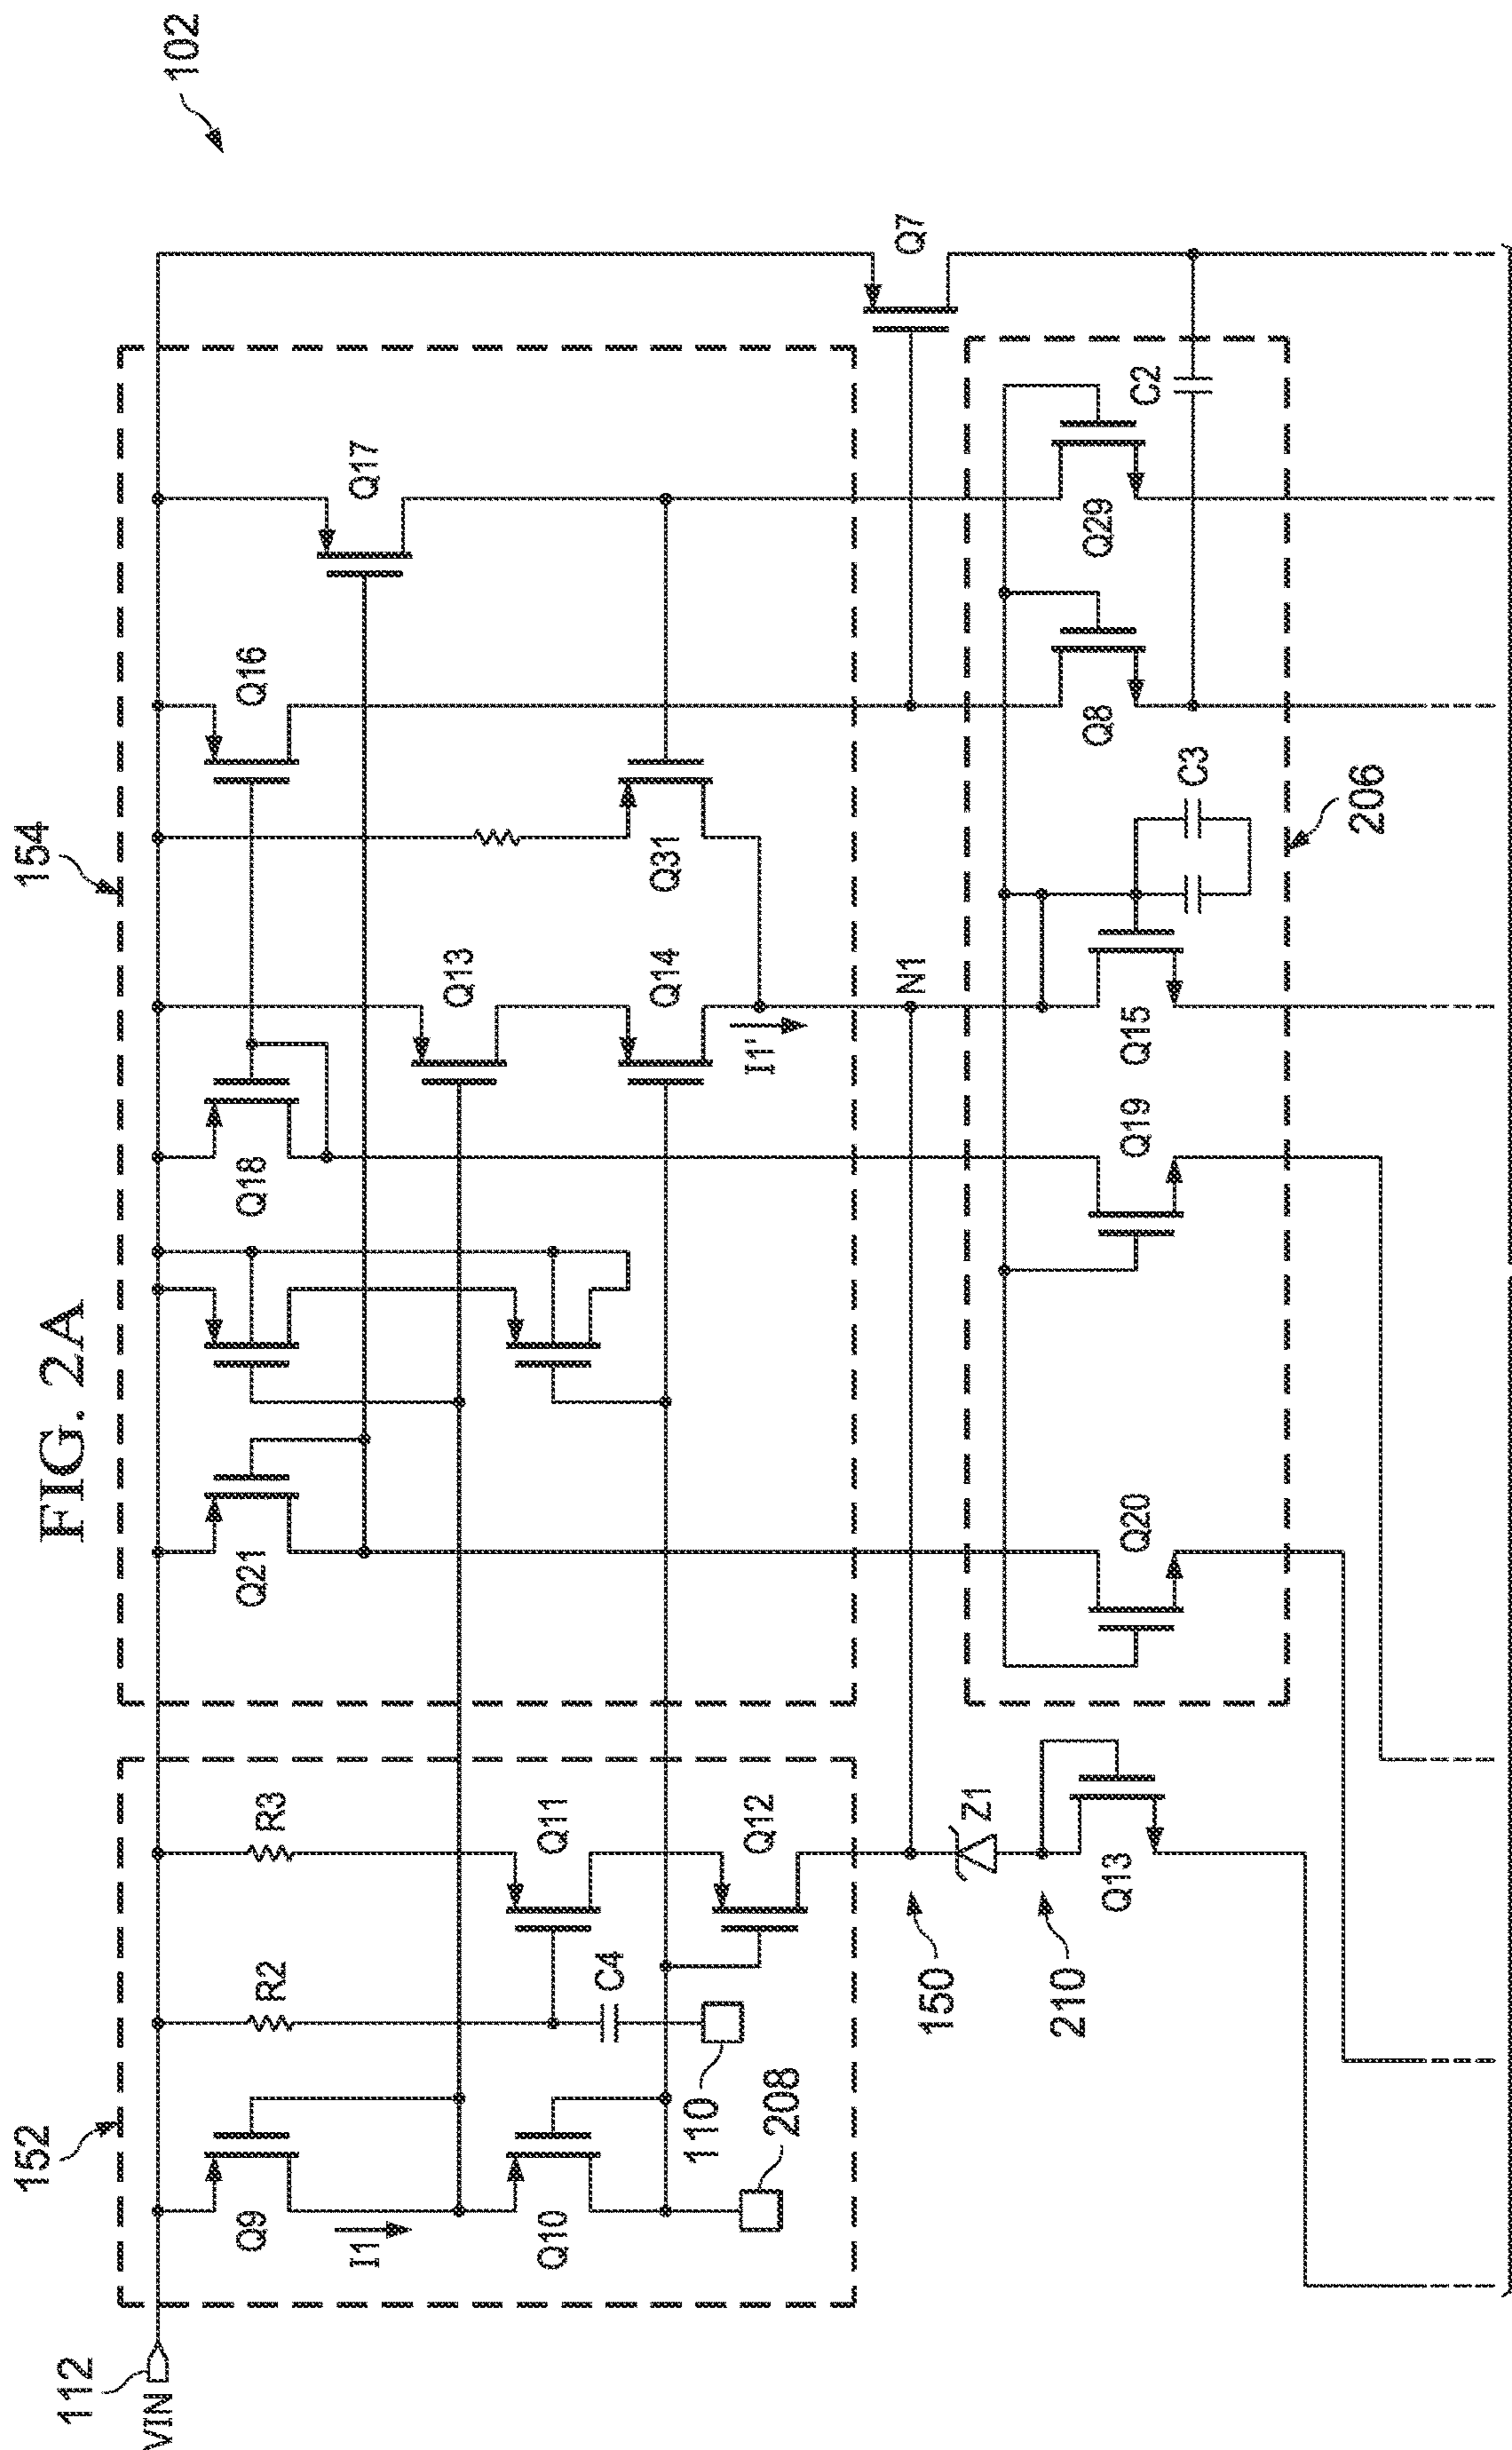 FIG. 2A
102
112
VIN
152
154
Q9
I1
Q10
R2
R3
C4
110
208
Q11
Q12
Q21
Q18
Q16
Q17
Q13
Q14
I1'
Q31
N1
Q7
150
210
Z1
Q13
Q20
Q19
Q15
C3
Q8
Q29
C2
206